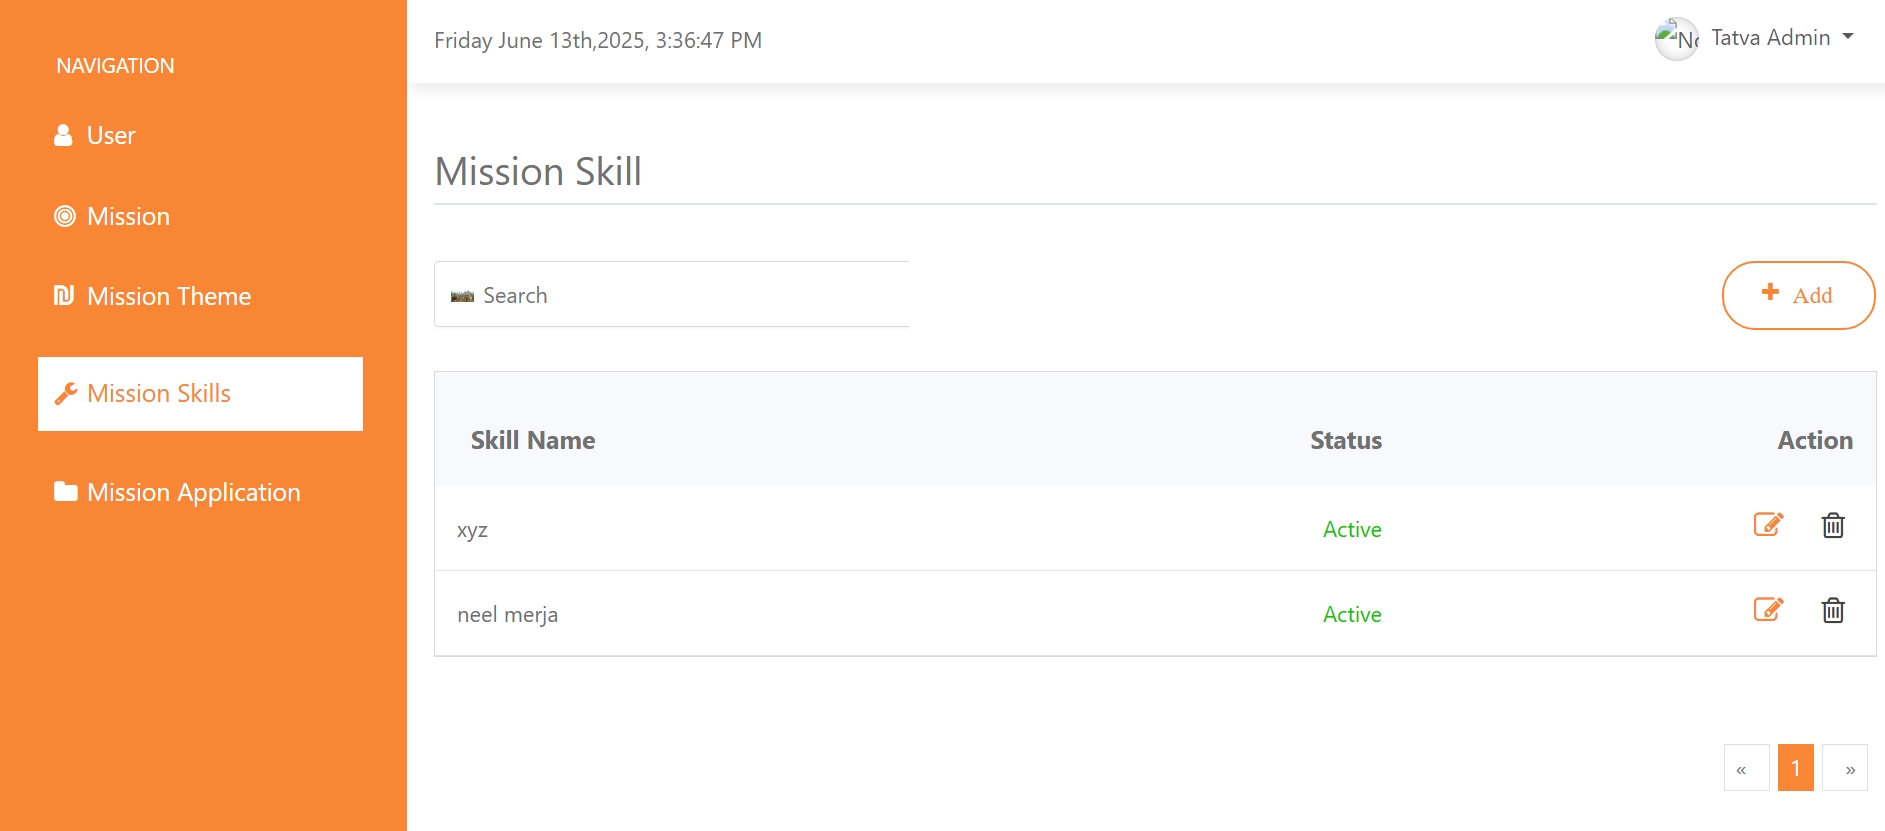 NAVIGATION
User
Mission
Mission Theme
Mission Skills
Mission Application
Friday June 13th,2025, 3:36:47 PM
Tatva Admin
Mission Skill
Search
Add
Skill Name Status Action
xyz Active
neel merja Active
« 1 »